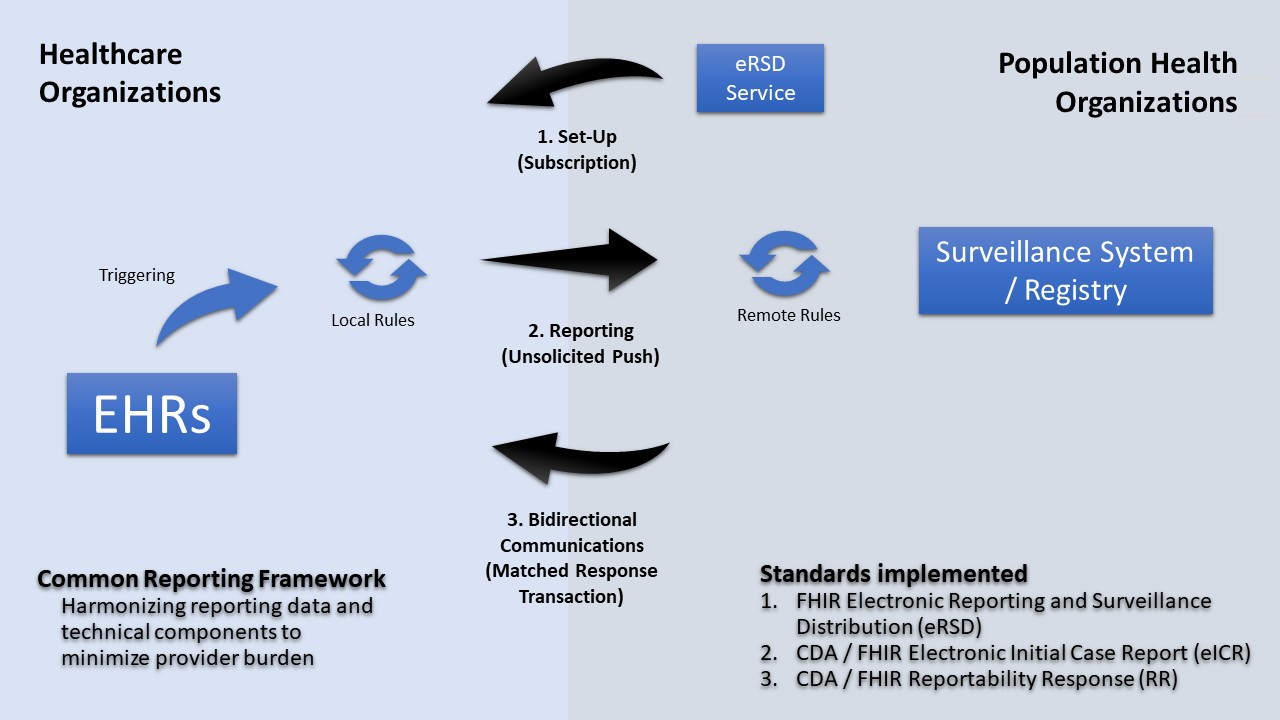 Healthcare
Organizations
eRSD
Service
Population Health
Organizations
1. Set-Up
(Subscription)
Triggering
Local Rules
2. Reporting
(Unsolicited Push)
Remote Rules
Surveillance System
/ Registry
EHRs
3. Bidirectional
Communications
(Matched Response
Transaction)
Common Reporting Framework
Harmonizing reporting data and
technical components to
minimize provider burden
Standards implemented
1. FHIR Electronic Reporting and Surveillance
Distribution (eRSD)
2. CDA / FHIR Electronic Initial Case Report (eICR)
3. CDA / FHIR Reportability Response (RR)